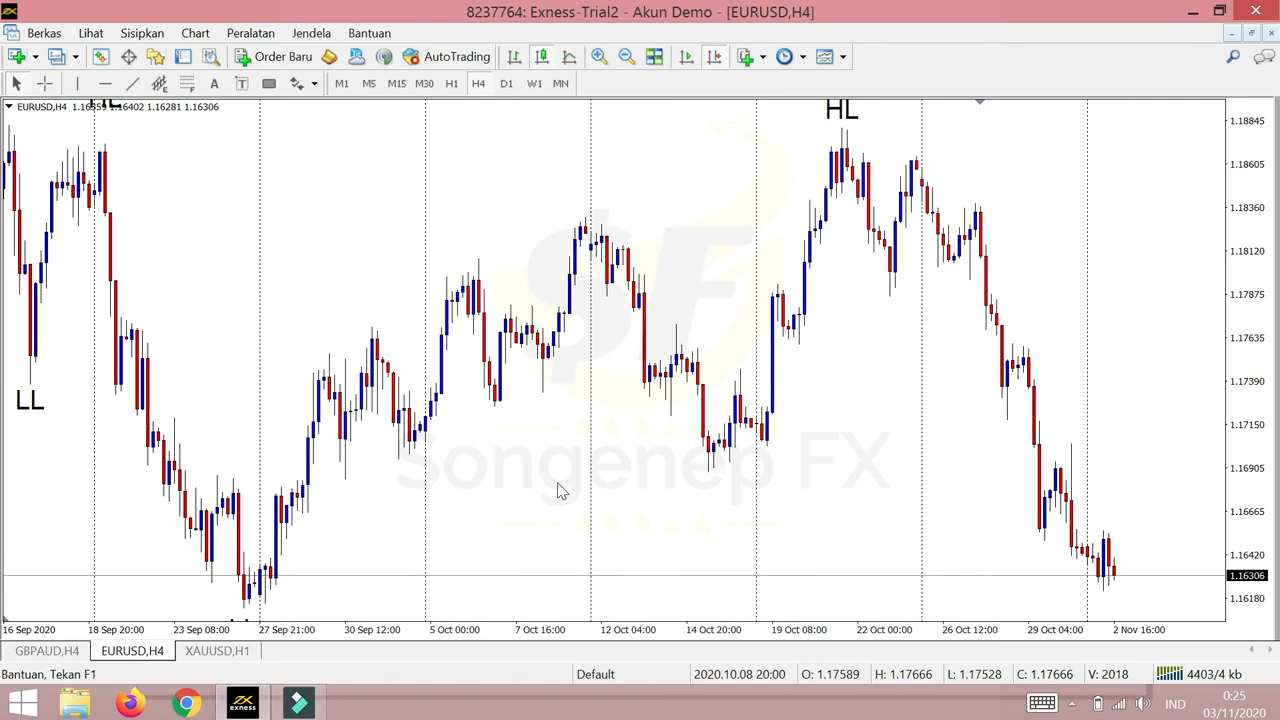 8237764: Exness-Trial2 - Akun Demo - [EURUSD,H4]
Berkas Lihat Sisipkan Chart Peralatan Jendela Bantuan
Order Baru AutoTrading
A T M1 M5 M15 M30 H1 H4 D1 W1 MN
EURUSD,H4 1.16359 1.16402 1.16281 1.16306
HL
LL
SF
Songenep FX
1.18845
1.18605
1.18360
1.18120
1.17875
1.17635
1.17390
1.17150
1.16905
1.16665
1.16420
1.16306
1.16180
16 Sep 2020 18 Sep 20:00 23 Sep 08:00 27 Sep 21:00 30 Sep 12:00 5 Oct 00:00 7 Oct 16:00 12 Oct 04:00 14 Oct 20:00 19 Oct 08:00 22 Oct 00:00 26 Oct 12:00 29 Oct 04:00 2 Nov 16:00
GBPAUD,H4 EURUSD,H4 XAUUSD,H1
Bantuan, Tekan F1 Default 2020.10.08 20:00 O: 1.17589 H: 1.17666 L: 1.17528 C: 1.17666 V: 2018 4403/4 kb
exness IND 0:25
03/11/2020